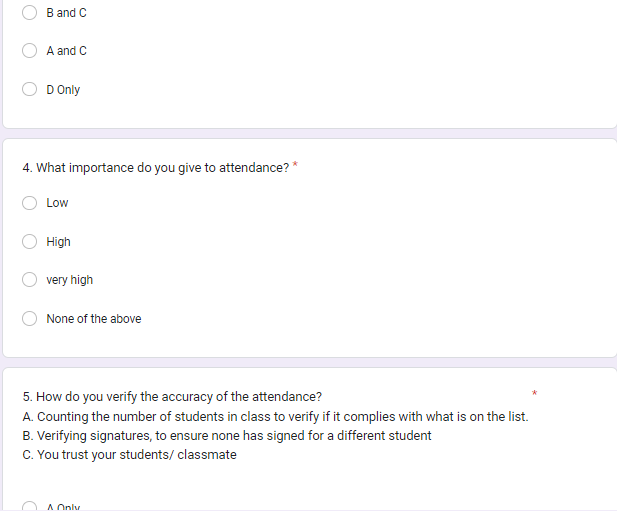 B and C
A and C
D Only
4. What importance do you give to attendance? *
Low
High
very high
None of the above
5. How do you verify the accuracy of the attendance? *
A. Counting the number of students in class to verify if it complies with what is on the list.
B. Verifying signatures, to ensure none has signed for a different student
C. You trust your students/ classmate
A Only